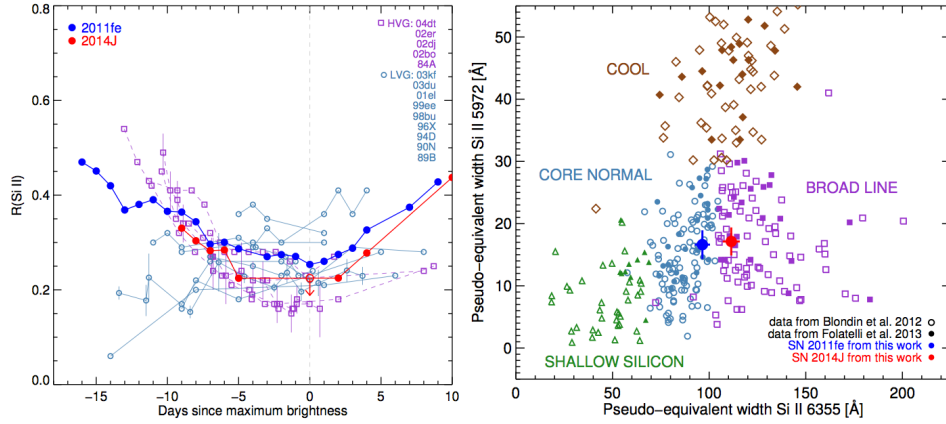 0.8
0.6
0.4
0.2
0.0
R(Si II)
2011fe
2014J
HVG: 04dt
02er
02dj
02bo
84A
LVG: 03kf
03du
01el
99ee
98bu
96X
94D
90N
89B
−15 −10 −5 0 5 10
Days since maximum brightness
50
40
30
20
10
0
Pseudo−equivalent width Si II 5972 [Å]
COOL
CORE NORMAL
BROAD LINE
SHALLOW SILICON
data from Blondin et al. 2012
data from Folatelli et al. 2013
SN 2011fe from this work
SN 2014J from this work
0 50 100 150 200
Pseudo−equivalent width Si II 6355 [Å]